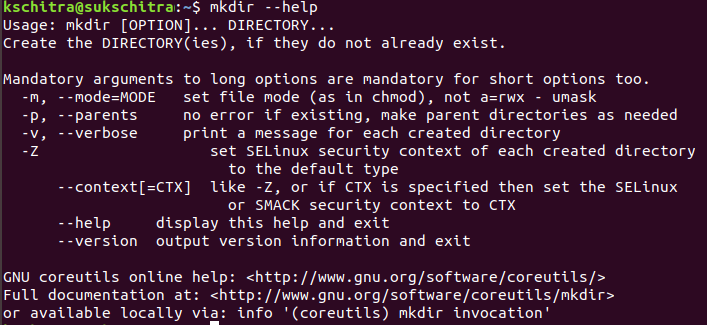 kschitra@sukschitra:~$ mkdir --help
Usage: mkdir [OPTION]... DIRECTORY...
Create the DIRECTORY(ies), if they do not already exist.

Mandatory arguments to long options are mandatory for short options too.
  -m, --mode=MODE   set file mode (as in chmod), not a=rwx - umask
  -p, --parents     no error if existing, make parent directories as needed
  -v, --verbose     print a message for each created directory
  -Z                   set SELinux security context of each created directory
                         to the default type
      --context[=CTX]  like -Z, or if CTX is specified then set the SELinux
                         or SMACK security context to CTX
      --help     display this help and exit
      --version  output version information and exit

GNU coreutils online help: <http://www.gnu.org/software/coreutils/>
Full documentation at: <http://www.gnu.org/software/coreutils/mkdir>
or available locally via: info '(coreutils) mkdir invocation'